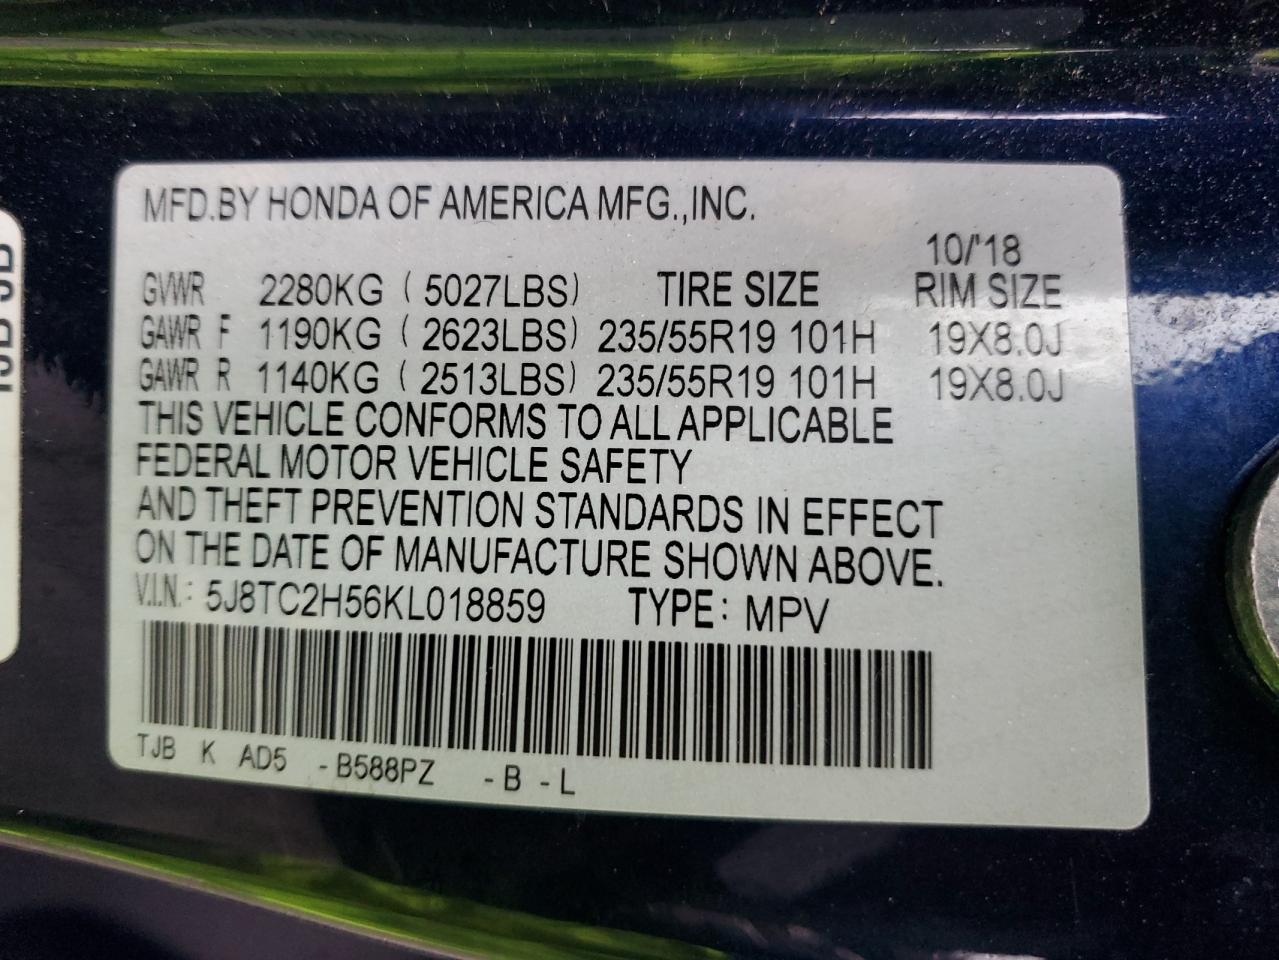 MFD.BY HONDA OF AMERICA MFG.,INC.
10/'18
GVWR 2280KG ( 5027LBS) TIRE SIZE RIM SIZE
GAWR F 1190KG ( 2623LBS) 235/55R19 101H 19X8.0J
GAWR R 1140KG ( 2513LBS) 235/55R19 101H 19X8.0J
THIS VEHICLE CONFORMS TO ALL APPLICABLE
FEDERAL MOTOR VEHICLE SAFETY
AND THEFT PREVENTION STANDARDS IN EFFECT
ON THE DATE OF MANUFACTURE SHOWN ABOVE.
V.I.N.: 5J8TC2H56KL018859 TYPE: MPV
TJB K AD5 -B588PZ -B -L